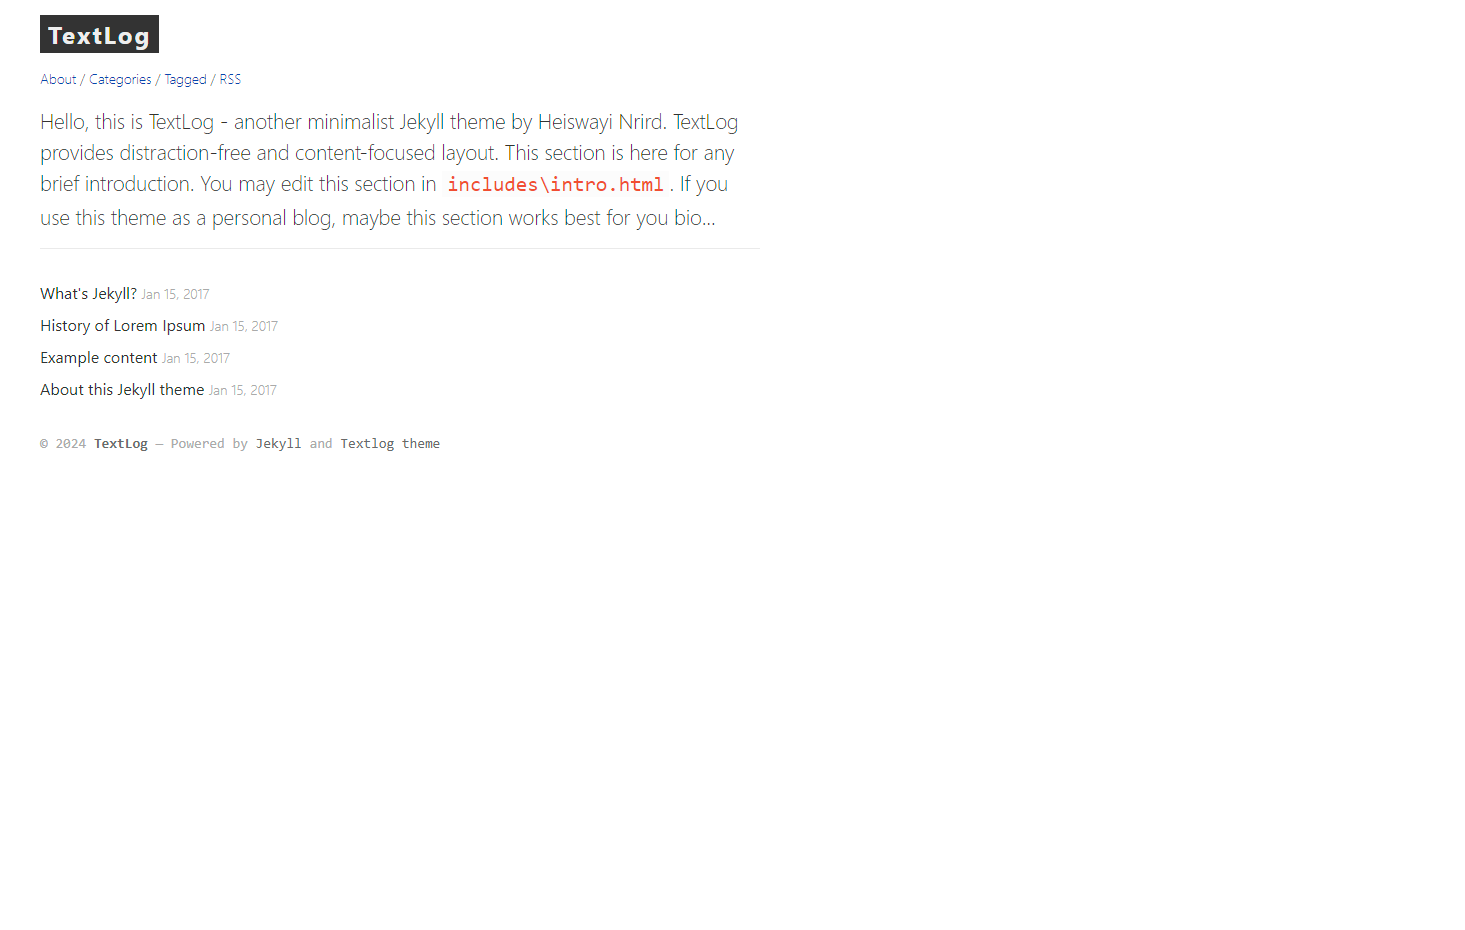 TextLog
About / Categories / Tagged / RSS
Hello, this is TextLog - another minimalist Jekyll theme by Heiswayi Nrird. TextLog
provides distraction-free and content-focused layout. This section is here for any
brief introduction. You may edit this section in includes\intro.html. If you
use this theme as a personal blog, maybe this section works best for you bio...
What's Jekyll? Jan 15, 2017
History of Lorem Ipsum Jan 15, 2017
Example content Jan 15, 2017
About this Jekyll theme Jan 15, 2017
© 2024 TextLog — Powered by Jekyll and Textlog theme